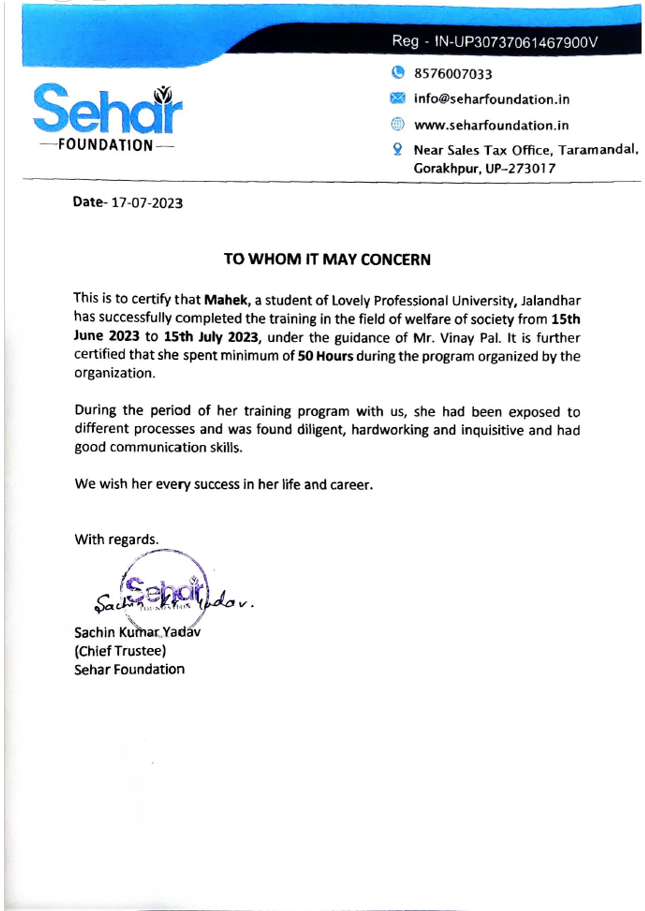 Reg - IN-UP30737061467900V
8576007033
info@seharfoundation.in
www.seharfoundation.in
Near Sales Tax Office, Taramandal,
Gorakhpur, UP-273017
Sehar
FOUNDATION
Date- 17-07-2023
TO WHOM IT MAY CONCERN
This is to certify that Mahek, a student of Lovely Professional University, Jalandhar
has successfully completed the training in the field of welfare of society from 15th
June 2023 to 15th July 2023, under the guidance of Mr. Vinay Pal. It is further
certified that she spent minimum of 50 Hours during the program organized by the
organization.
During the period of her training program with us, she had been exposed to
different processes and was found diligent, hardworking and inquisitive and had
good communication skills.
We wish her every success in her life and career.
With regards.
Sehar
FOUNDATION
Sachin Kr Yadav.
Sachin Kumar Yadav
(Chief Trustee)
Sehar Foundation